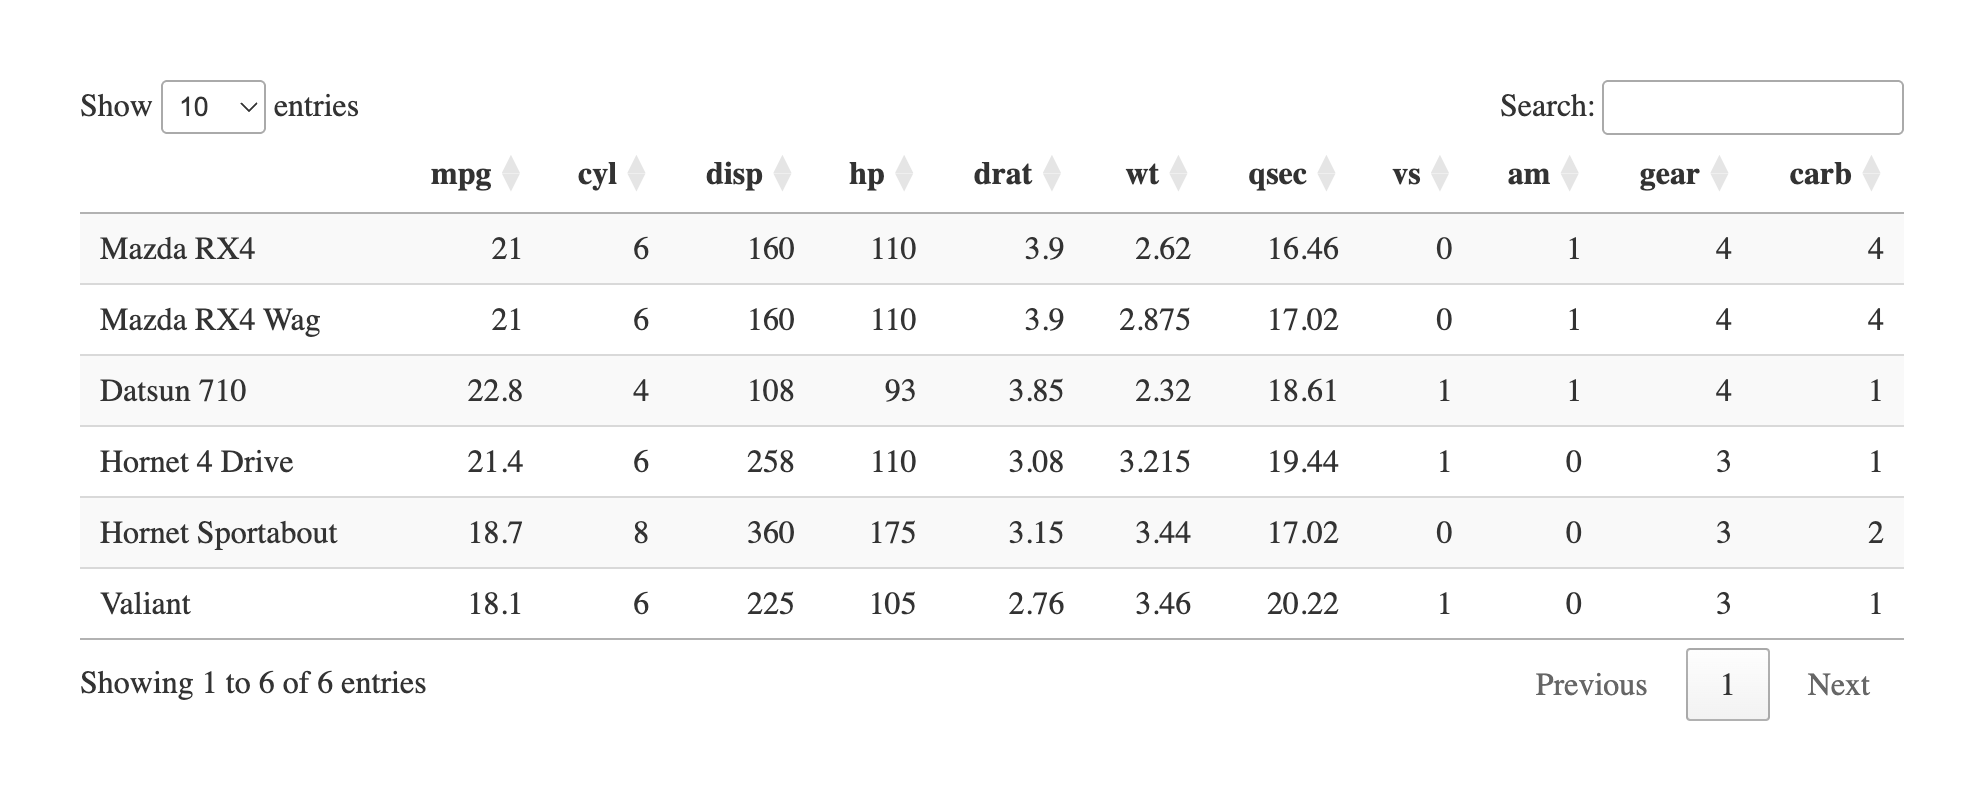 Show 10 entries Search:
mpg cyl disp hp drat wt qsec vs am gear carb
Mazda RX4 21 6 160 110 3.9 2.62 16.46 0 1 4 4
Mazda RX4 Wag 21 6 160 110 3.9 2.875 17.02 0 1 4 4
Datsun 710 22.8 4 108 93 3.85 2.32 18.61 1 1 4 1
Hornet 4 Drive 21.4 6 258 110 3.08 3.215 19.44 1 0 3 1
Hornet Sportabout 18.7 8 360 175 3.15 3.44 17.02 0 0 3 2
Valiant 18.1 6 225 105 2.76 3.46 20.22 1 0 3 1
Showing 1 to 6 of 6 entries Previous 1 Next